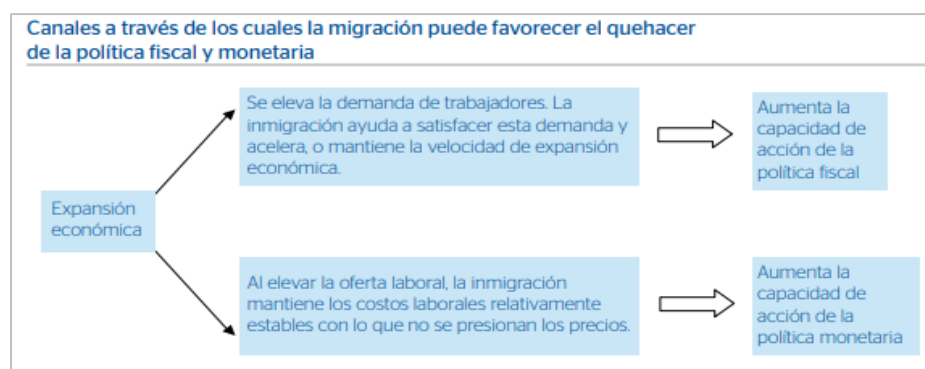 Canales a través de los cuales la migración puede favorecer el quehacer
de la política fiscal y monetaria
Se eleva la demanda de trabajadores. La
inmigración ayuda a satisfacer esta demanda y
acelera, o mantiene la velocidad de expansión
económica.
Aumenta la
capacidad de
acción de la
política fiscal
Expansión
económica
Al elevar la oferta laboral, la inmigración
mantiene los costos laborales relativamente
estables con lo que no se presionan los precios.
Aumenta la
capacidad de
acción de la
política monetaria